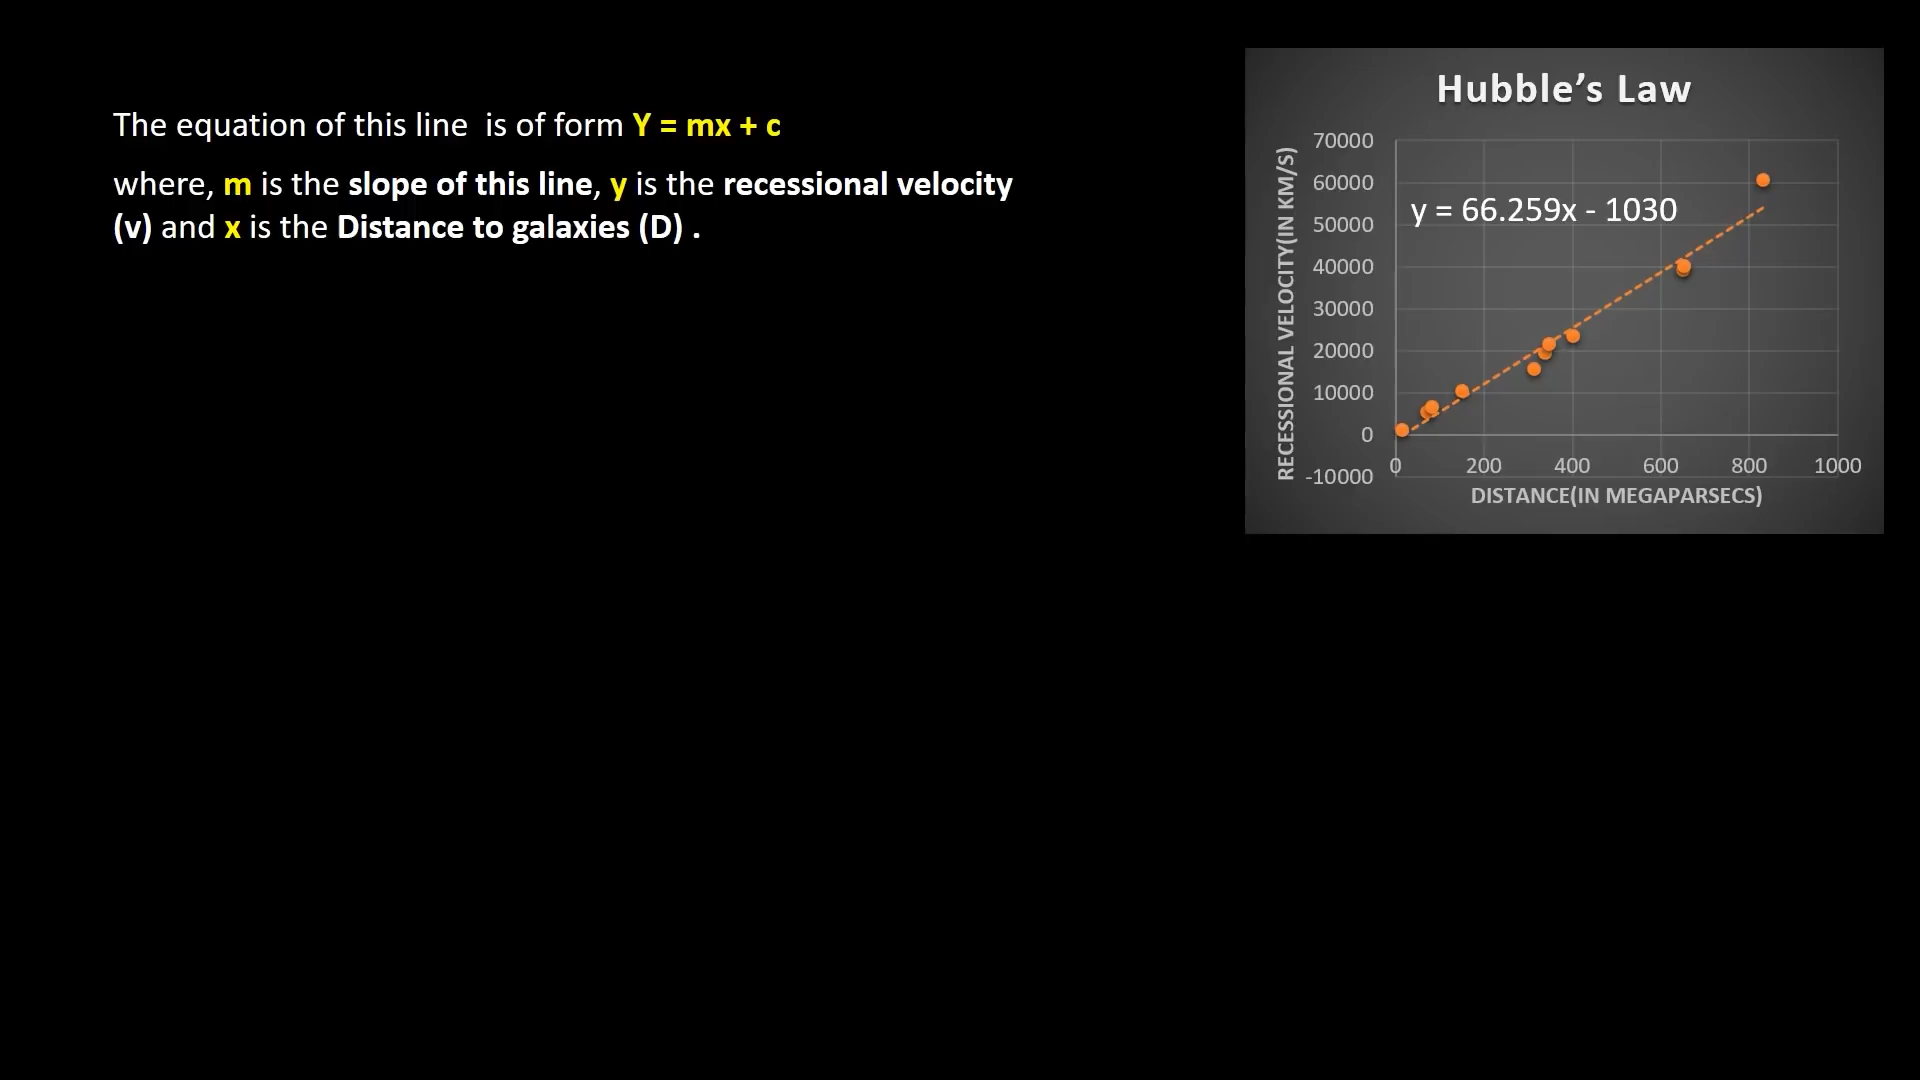 The equation of this line  is of form Y = mx + c
where, m is the slope of this line, y is the recessional velocity
(v) and x is the Distance to galaxies (D) .
Hubble’s Law
RECESSIONAL VELOCITY(IN KM/S)
70000
60000
50000
40000
30000
20000
10000
0
-10000
y = 66.259x - 1030
0 200 400 600 800 1000
DISTANCE(IN MEGAPARSECS)